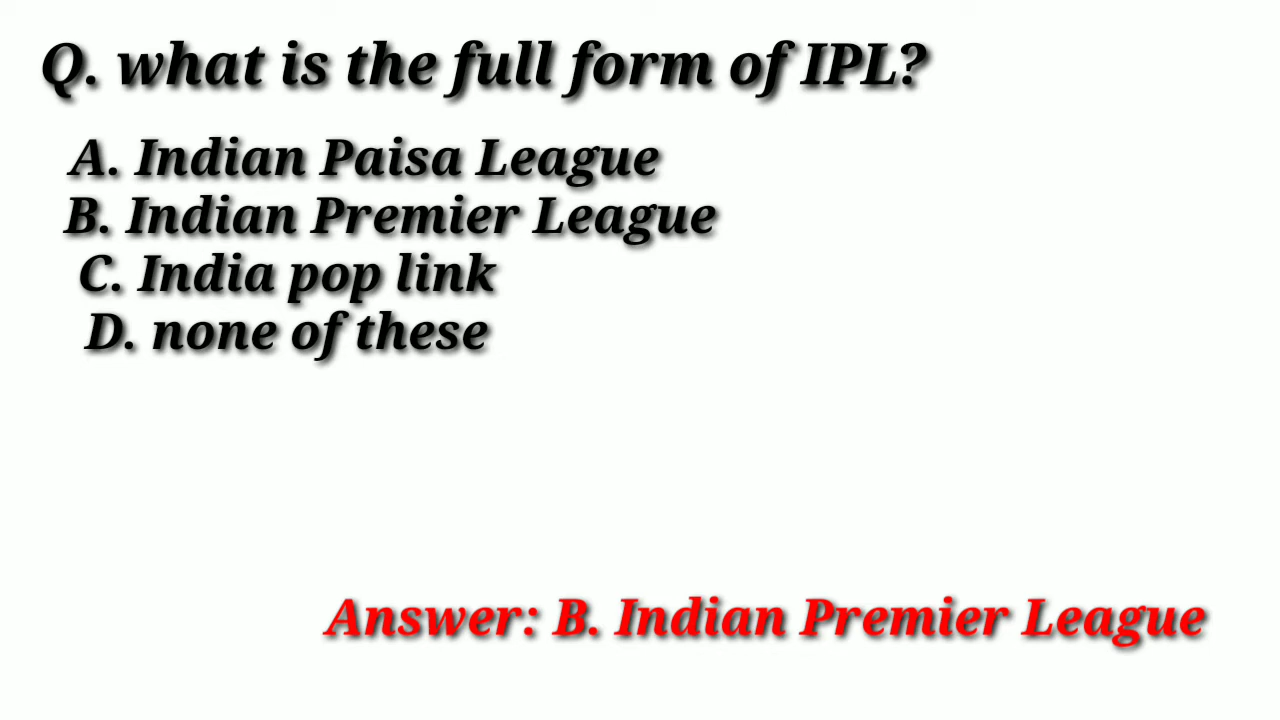 Q. what is the full form of IPL?
A. Indian Paisa League
B. Indian Premier League
C. India pop link
D. none of these
Answer: B. Indian Premier League